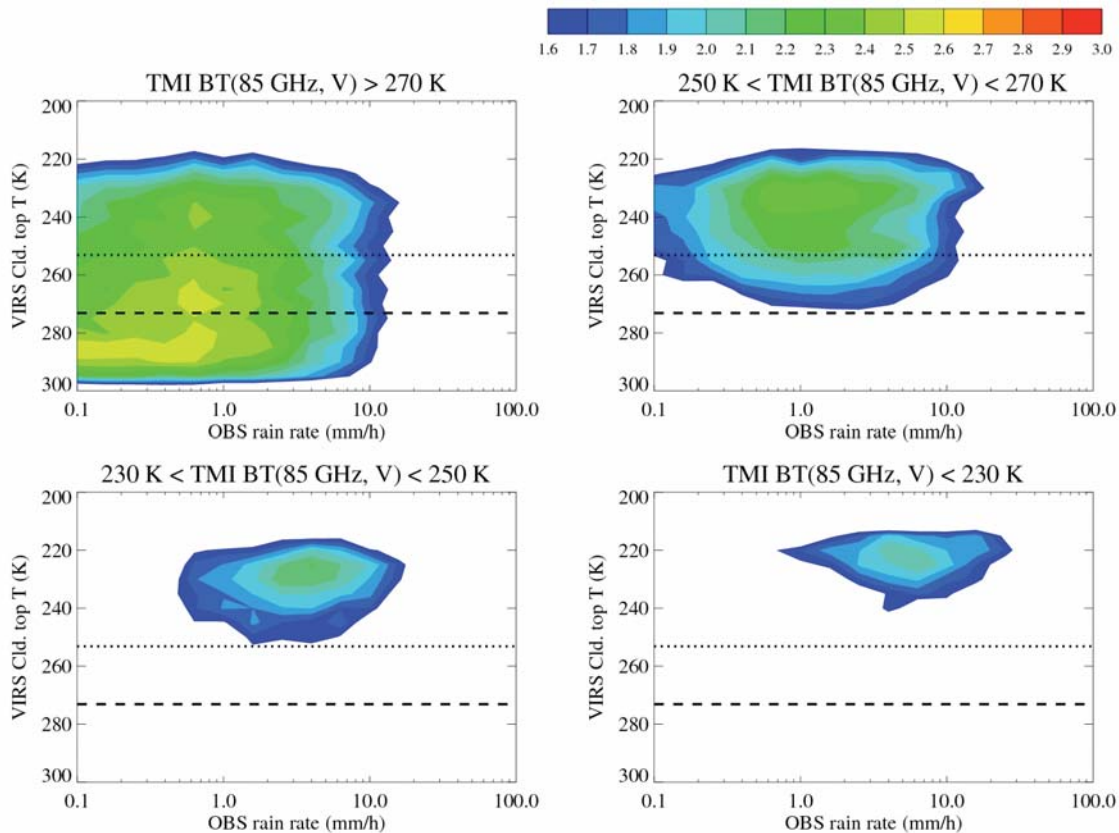 1.6 1.7 1.8 1.9 2.0 2.1 2.2 2.3 2.4 2.5 2.6 2.7 2.8 2.9 3.0
TMI BT(85 GHz, V) > 270 K
200
220
240
260
280
300
VIRS Cld. top T (K)
0.1 1.0 10.0 100.0
OBS rain rate (mm/h)
250 K < TMI BT(85 GHz, V) < 270 K
200
220
240
260
280
300
VIRS Cld. top T (K)
0.1 1.0 10.0 100.0
OBS rain rate (mm/h)
230 K < TMI BT(85 GHz, V) < 250 K
200
220
240
260
280
300
VIRS Cld. top T (K)
0.1 1.0 10.0 100.0
OBS rain rate (mm/h)
TMI BT(85 GHz, V) < 230 K
200
220
240
260
280
300
VIRS Cld. top T (K)
0.1 1.0 10.0 100.0
OBS rain rate (mm/h)